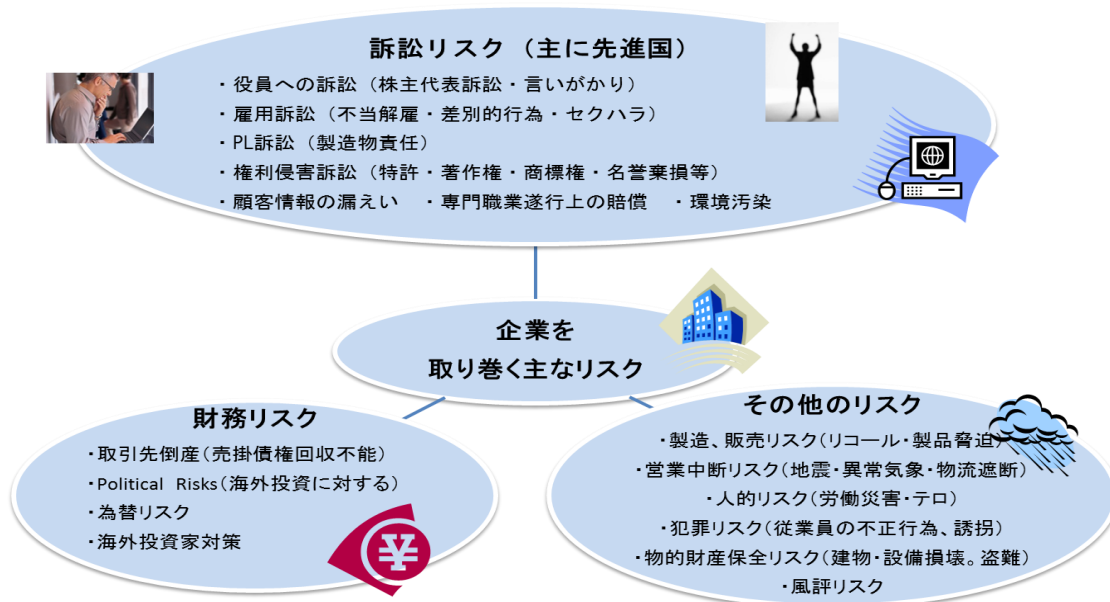 訴訟リスク（主に先進国）
・役員への訴訟（株主代表訴訟・言いがかり）
・雇用訴訟（不当解雇・差別的行為・セクハラ）
・PL訴訟（製造物責任）
・権利侵害訴訟（特許・著作権・商標権・名誉棄損等）
・顧客情報の漏えい　・専門職業遂行上の賠償　・環境汚染
企業を
取り巻く主なリスク
財務リスク
・取引先倒産（売掛債権回収不能）
・Political Risks（海外投資に対する）
・為替リスク
・海外投資家対策
¥
その他のリスク
・製造、販売リスク（リコール・製品脅迫）
・営業中断リスク（地震・異常気象・物流遮断）
・人的リスク（労働災害・テロ）
・犯罪リスク（従業員の不正行為、誘拐）
・物的財産保全リスク（建物・設備損壊。盗難）
・風評リスク